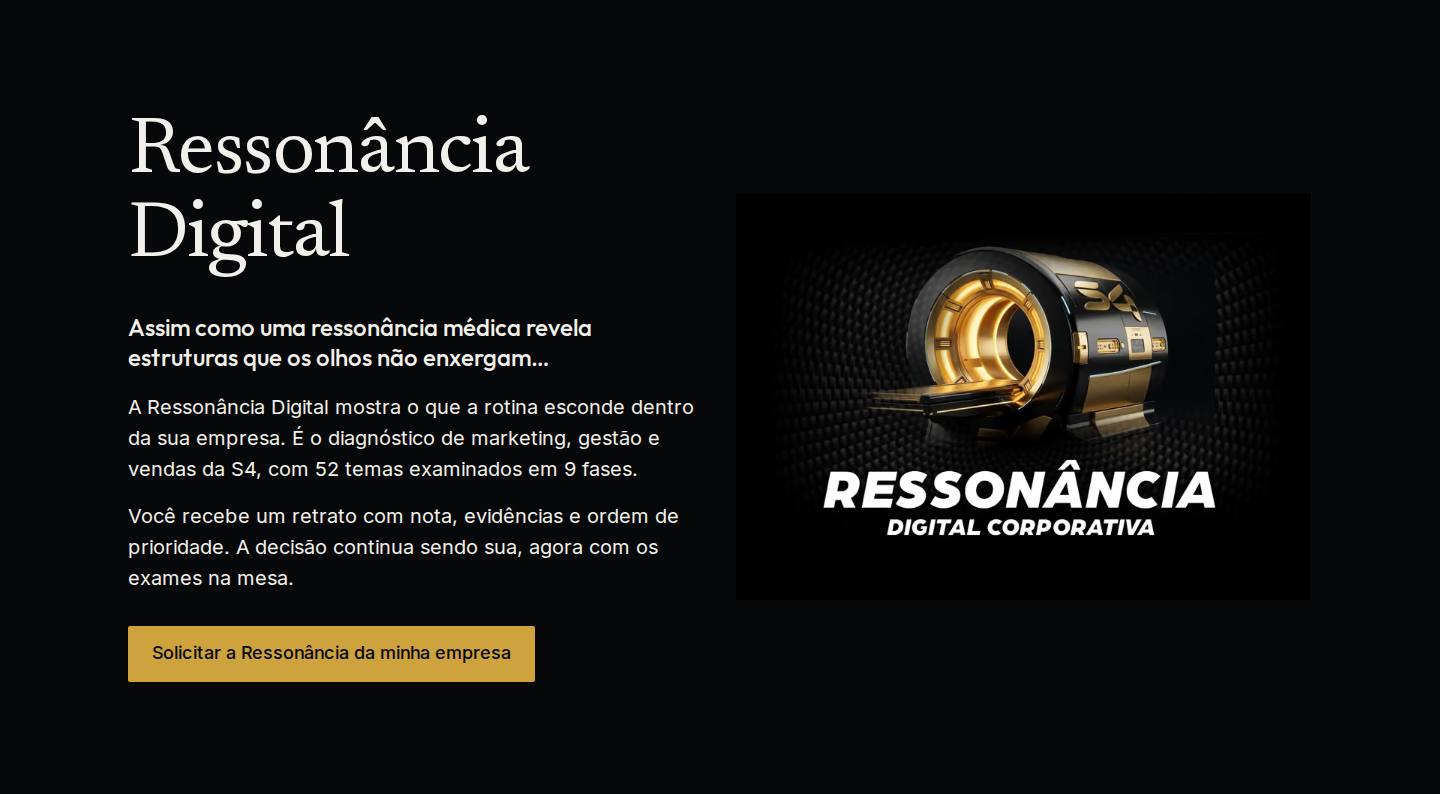 Ressonância
Digital
Assim como uma ressonância médica revela
estruturas que os olhos não enxergam...
A Ressonância Digital mostra o que a rotina esconde dentro
da sua empresa. É o diagnóstico de marketing, gestão e
vendas da S4, com 52 temas examinados em 9 fases.
Você recebe um retrato com nota, evidências e ordem de
prioridade. A decisão continua sendo sua, agora com os
exames na mesa.
Solicitar a Ressonância da minha empresa
S4
RESSONÂNCIA
DIGITAL CORPORATIVA